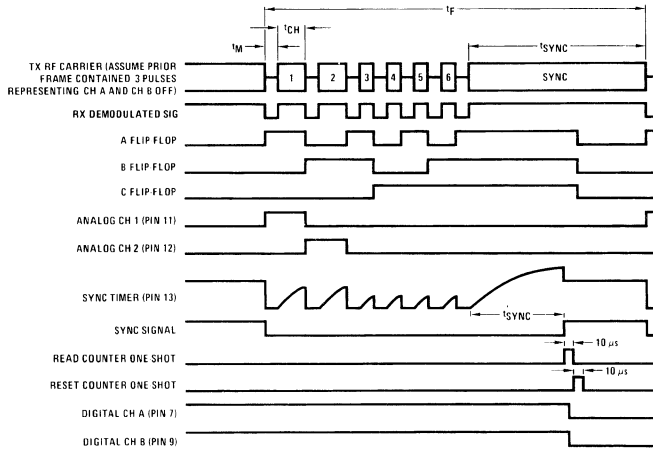 tF
tCH
tM
tSYNC
TX RF CARRIER (ASSUME PRIOR
FRAME CONTAINED 3 PULSES
REPRESENTING CH A AND CH B OFF)
1 2 3 4 5 6 SYNC
RX DEMODULATED SIG
A FLIP-FLOP
B FLIP-FLOP
C FLIP-FLOP
ANALOG CH 1 (PIN 11)
ANALOG CH 2 (PIN 12)
SYNC TIMER (PIN 13)
t'SYNC
SYNC SIGNAL
READ COUNTER ONE SHOT
10 µs
RESET COUNTER ONE SHOT
10 µs
DIGITAL CH A (PIN 7)
DIGITAL CH B (PIN 9)